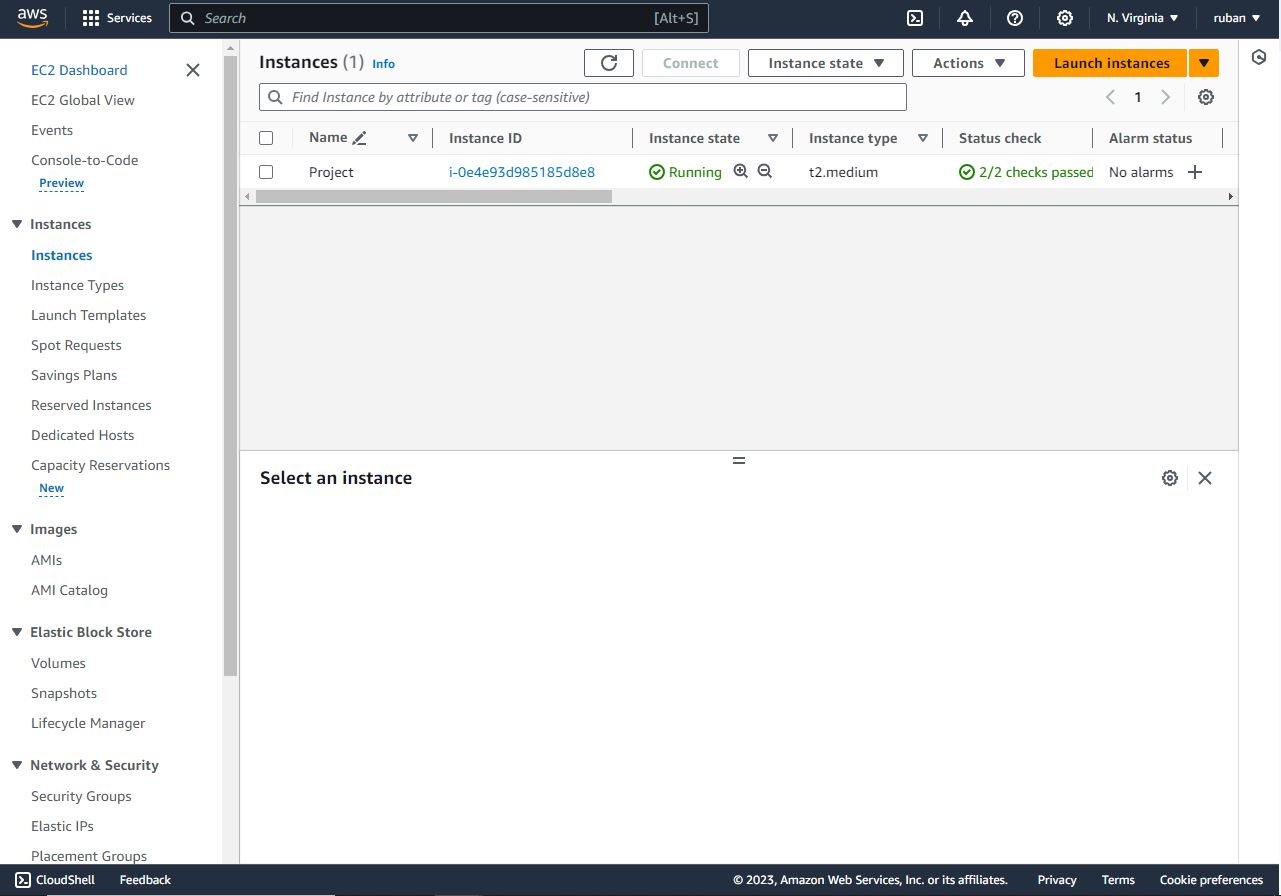 aws Services Search [Alt+S] N. Virginia ruban
EC2 Dashboard
EC2 Global View
Events
Console-to-Code
Preview
Instances
Instances
Instance Types
Launch Templates
Spot Requests
Savings Plans
Reserved Instances
Dedicated Hosts
Capacity Reservations
New
Images
AMIs
AMI Catalog
Elastic Block Store
Volumes
Snapshots
Lifecycle Manager
Network & Security
Security Groups
Elastic IPs
Placement Groups
Instances (1) Info Connect Instance state Actions Launch instances
Find Instance by attribute or tag (case-sensitive) 1
Name Instance ID Instance state Instance type Status check Alarm status
Project i-0e4e93d985185d8e8 Running t2.medium 2/2 checks passed No alarms
Select an instance
CloudShell Feedback © 2023, Amazon Web Services, Inc. or its affiliates. Privacy Terms Cookie preferences